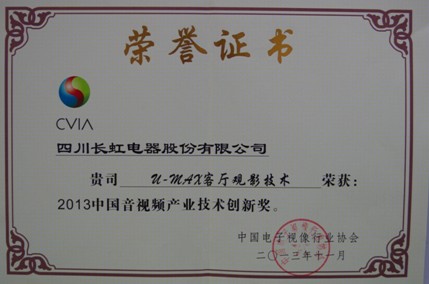 荣誉证书
CVIA
四川长虹电器股份有限公司
贵司 U-MAX客厅观影技术 荣获:
2013中国音视频产业技术创新奖。
中国电子视像行业协会
二〇一三年十一月